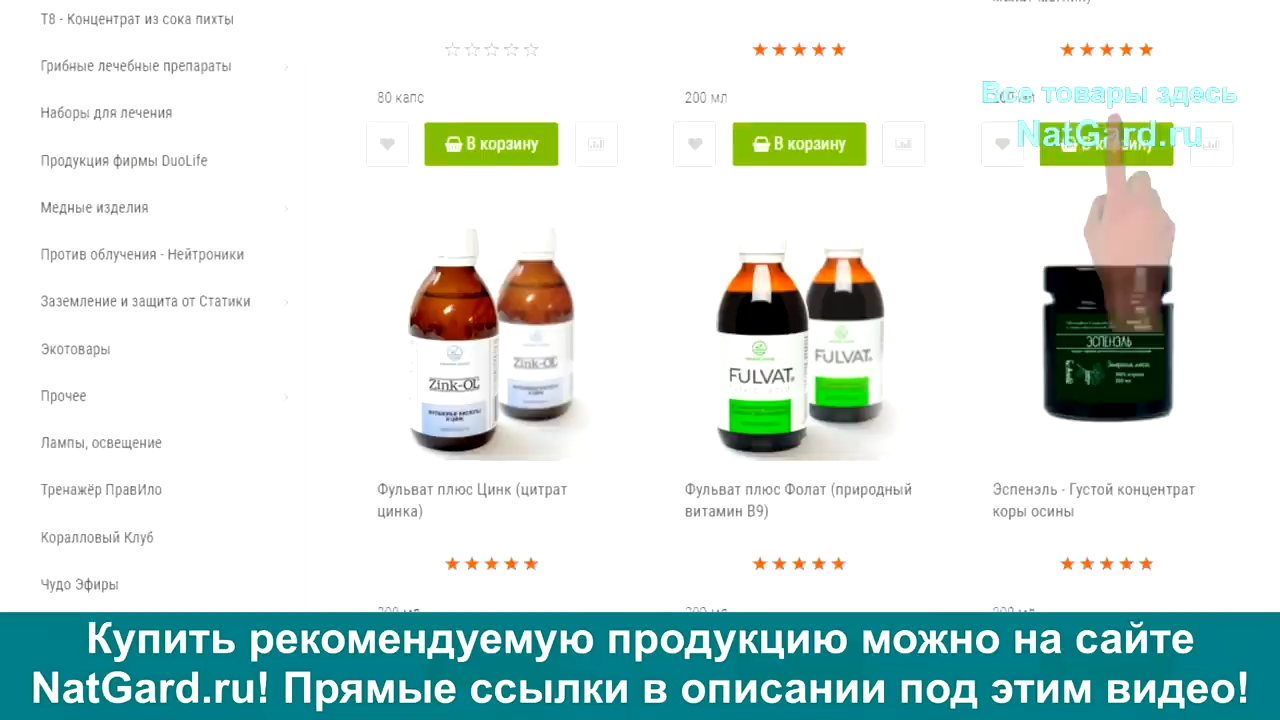 Т8 - Концентрат из сока пихты
Грибные лечебные препараты
Наборы для лечения
Продукция фирмы DuoLife
Медные изделия
Против облучения - Нейтроники
Заземление и защита от Статики
Экотовары
Прочее
Лампы, освещение
Тренажёр ПравИло
Коралловый Клуб
Чудо Эфиры
80 капс
200 мл
Все товары здесь
NatGard.ru
В корзину
В корзину
В корзину
Zink-OL
ФУЛЬВОВЫЕ КИСЛОТЫ
И ЦИНК
Zink-OL
FULVAT
FULVAT
ЭСПЕНЭЛЬ
Фульват плюс Цинк (цитрат
цинка)
Фульват плюс Фолат (природный
витамин В9)
Эспенэль - Густой концентрат
коры осины
Купить рекомендуемую продукцию можно на сайте
NatGard.ru! Прямые ссылки в описании под этим видео!